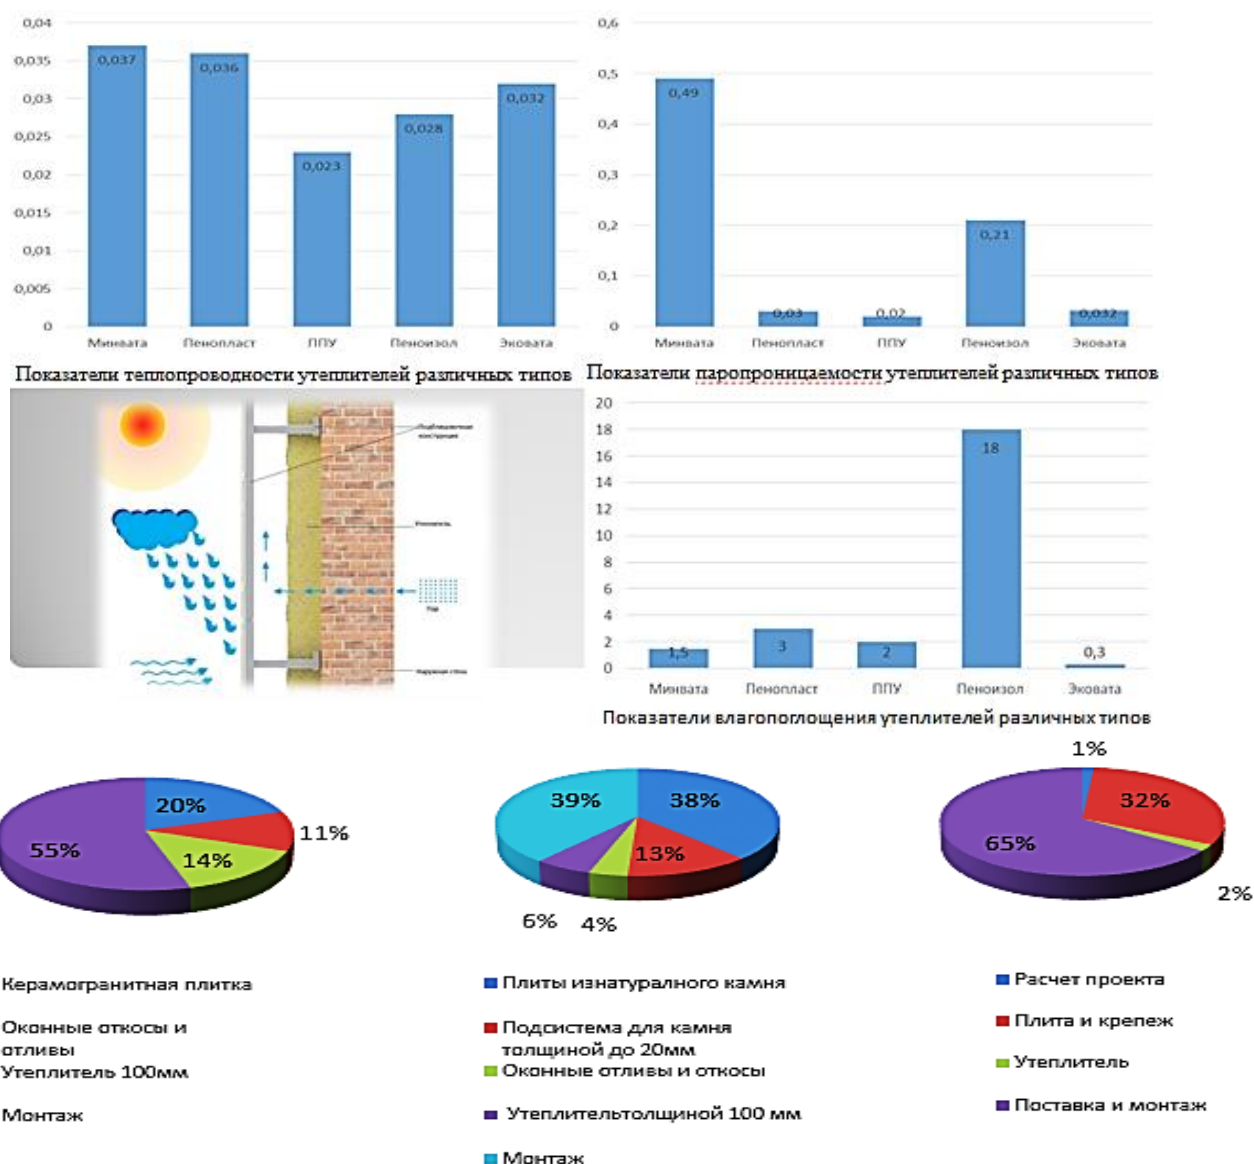 0,04
0,035
0,03
0,025
0,02
0,015
0,01
0,005
0
0,037
0,036
0,023
0,028
0,032
Минвата Пенопласт ППУ Пеноизол Эковата
Показатели теплопроводности утеплителей различных типов
0,6
0,5
0,4
0,3
0,2
0,1
0
0,49
0,03
0,02
0,21
0,032
Минвата Пенопласт ППУ Пеноизол Эковата
Показатели паропроницаемости утеплителей различных типов
конструкция
Утеплитель
Пар
Наружная стена
20
18
16
14
12
10
8
6
4
2
0
1,5
3
2
18
0,3
Минвата Пенопласт ППУ Пеноизол Эковата
Показатели влагопоглощения утеплителей различных типов
20%
11%
14%
55%
Керамогранитная плитка
Оконные откосы и
отливы
Утеплитель 100мм
Монтаж
39%
38%
13%
6%
4%
Плиты изнатуралного камня
Подсистема для камня
толщиной до 20мм
Оконные отливы и откосы
Утеплительтолщиной 100 мм
Монтаж
1%
32%
65%
2%
Расчет проекта
Плита и крепеж
Утеплитель
Поставка и монтаж